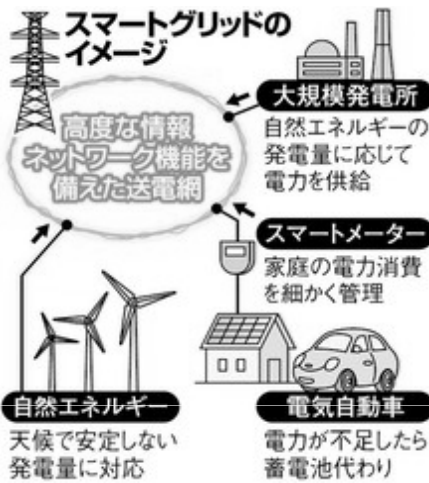 スマートグリッドの
イメージ
高度な情報
ネットワーク機能を
備えた送電網
大規模発電所
自然エネルギーの
発電量に応じて
電力を供給
スマートメーター
家庭の電力消費
を細かく管理
自然エネルギー
天候で安定しない
発電量に対応
電気自動車
電力が不足したら
蓄電池代わり